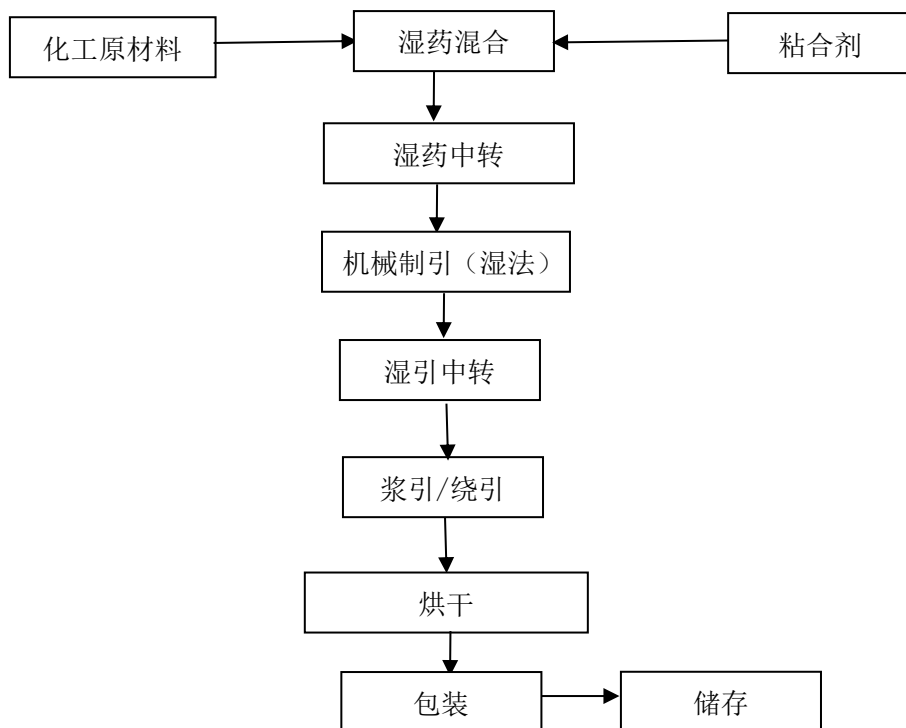 化工原材料
湿药混合
粘合剂
湿药中转
机械制引（湿法）
湿引中转
浆引/绕引
烘干
包装
储存